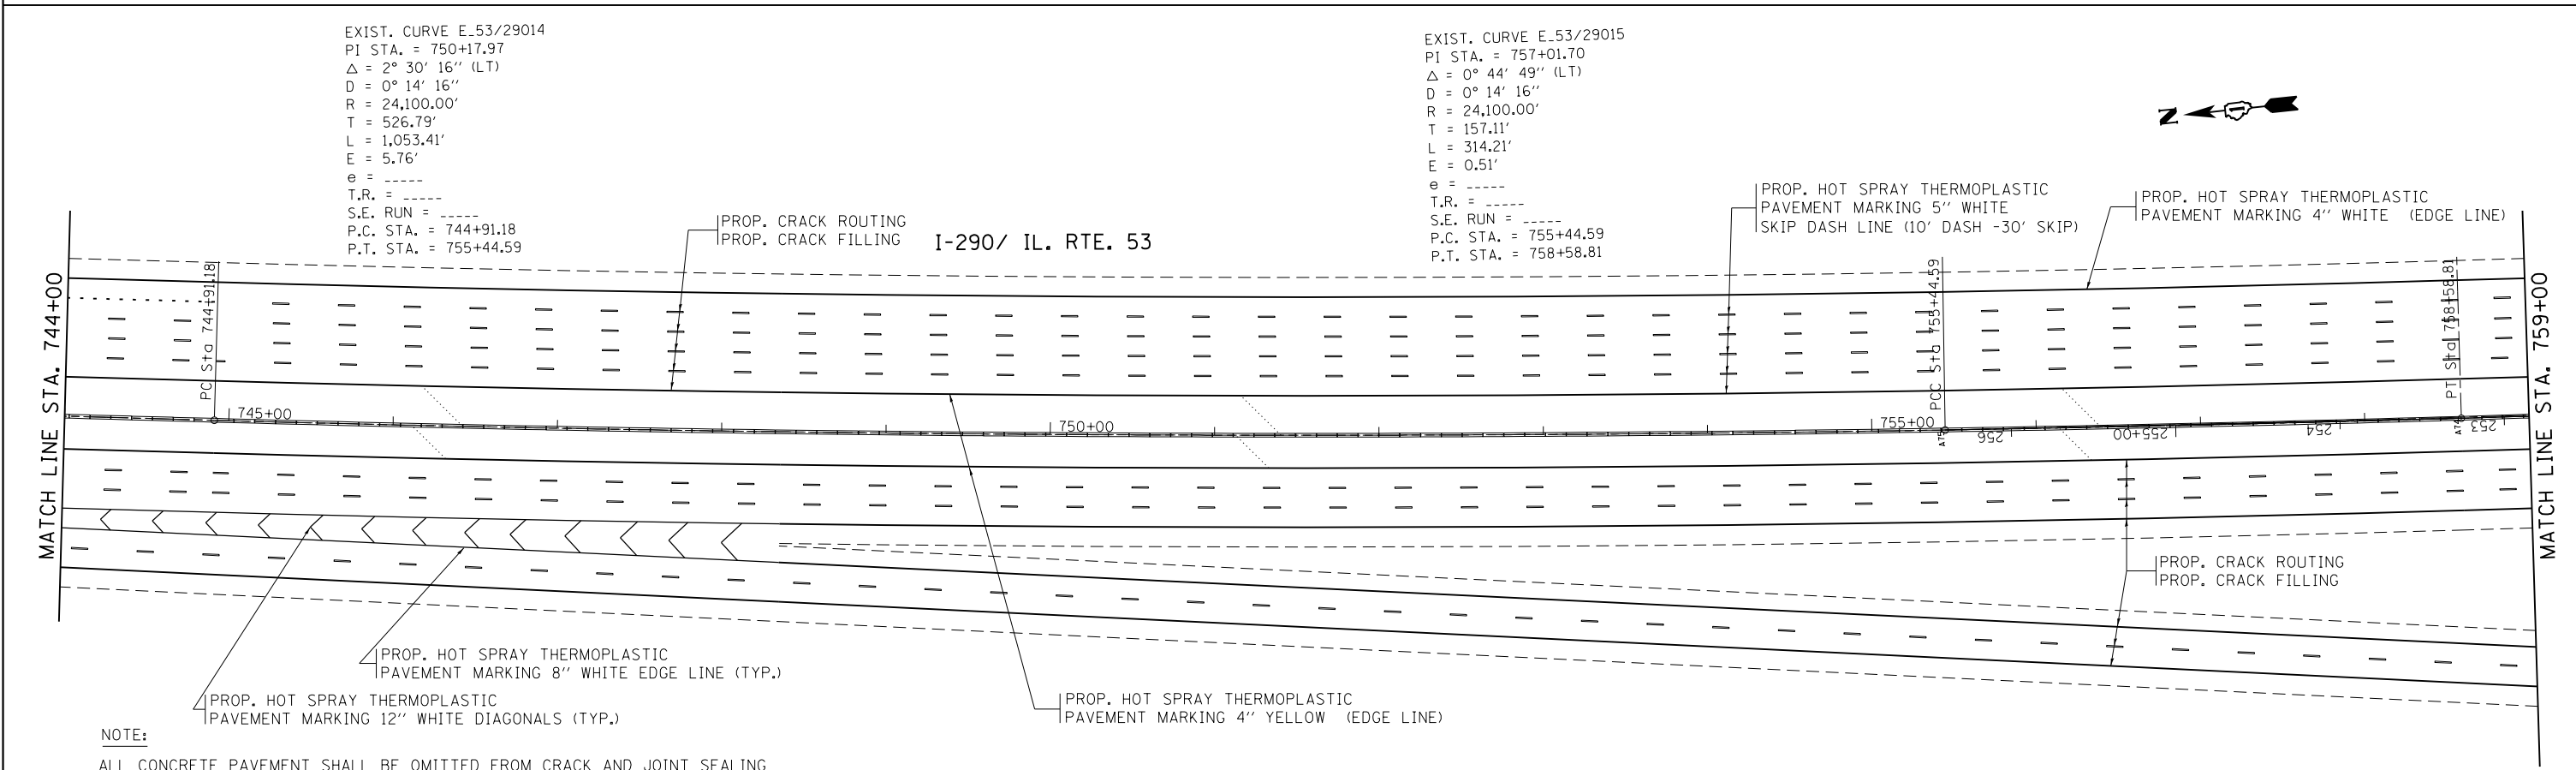 EXIST. CURVE E_53/29014
PI STA. = 750+17.97
△ = 2° 30' 16'' (LT)
D = 0° 14' 16''
R = 24,100.00'
T = 526.79'
L = 1,053.41'
E = 5.76'
e = _____
T.R. = _____
S.E. RUN = _____
P.C. STA. = 744+91.18
P.T. STA. = 755+44.59
EXIST. CURVE E_53/29015
PI STA. = 757+01.70
△ = 0° 44' 49'' (LT)
D = 0° 14' 16''
R = 24,100.00'
T = 157.11'
L = 314.21'
E = 0.51'
e = _____
T.R. = _____
S.E. RUN = _____
P.C. STA. = 755+44.59
P.T. STA. = 758+58.81
N
I
PROP. CRACK ROUTING
PROP. CRACK FILLING
I-290/ IL. RTE. 53
PROP. HOT SPRAY THERMOPLASTIC
PAVEMENT MARKING 5'' WHITE
SKIP DASH LINE (10' DASH -30' SKIP)
PROP. HOT SPRAY THERMOPLASTIC
PAVEMENT MARKING 4'' WHITE (EDGE LINE)
MATCH LINE STA. 744+00
PC Sta 744+91.18
PCC Sta 755+44.59
PT Sta 758+58.81
MATCH LINE STA. 759+00
745+00
750+00
755+00
256
255+00
254
253
PROP. CRACK ROUTING
PROP. CRACK FILLING
PROP. HOT SPRAY THERMOPLASTIC
PAVEMENT MARKING 8'' WHITE EDGE LINE (TYP.)
PROP. HOT SPRAY THERMOPLASTIC
PAVEMENT MARKING 12'' WHITE DIAGONALS (TYP.)
PROP. HOT SPRAY THERMOPLASTIC
PAVEMENT MARKING 4'' YELLOW (EDGE LINE)
NOTE:
ALL CONCRETE PAVEMENT SHALL BE OMITTED FROM CRACK AND JOINT SEALING